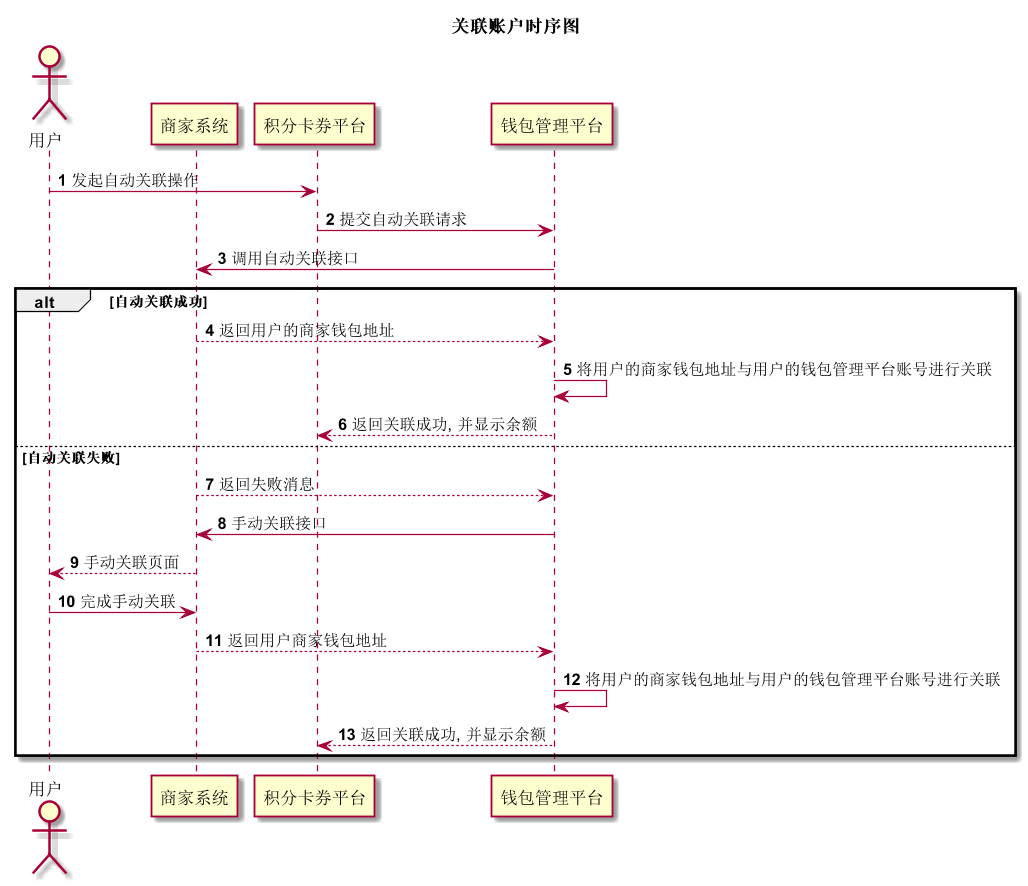 关联账户时序图
用户
商家系统
积分卡券平台
钱包管理平台
1 发起自动关联操作
2 提交自动关联请求
3 调用自动关联接口
alt [自动关联成功]
4 返回用户的商家钱包地址
5 将用户的商家钱包地址与用户的钱包管理平台账号进行关联
6 返回关联成功, 并显示余额
[自动关联失败]
7 返回失败消息
8 手动关联接口
9 手动关联页面
10 完成手动关联
11 返回用户商家钱包地址
12 将用户的商家钱包地址与用户的钱包管理平台账号进行关联
13 返回关联成功, 并显示余额
用户
商家系统
积分卡券平台
钱包管理平台